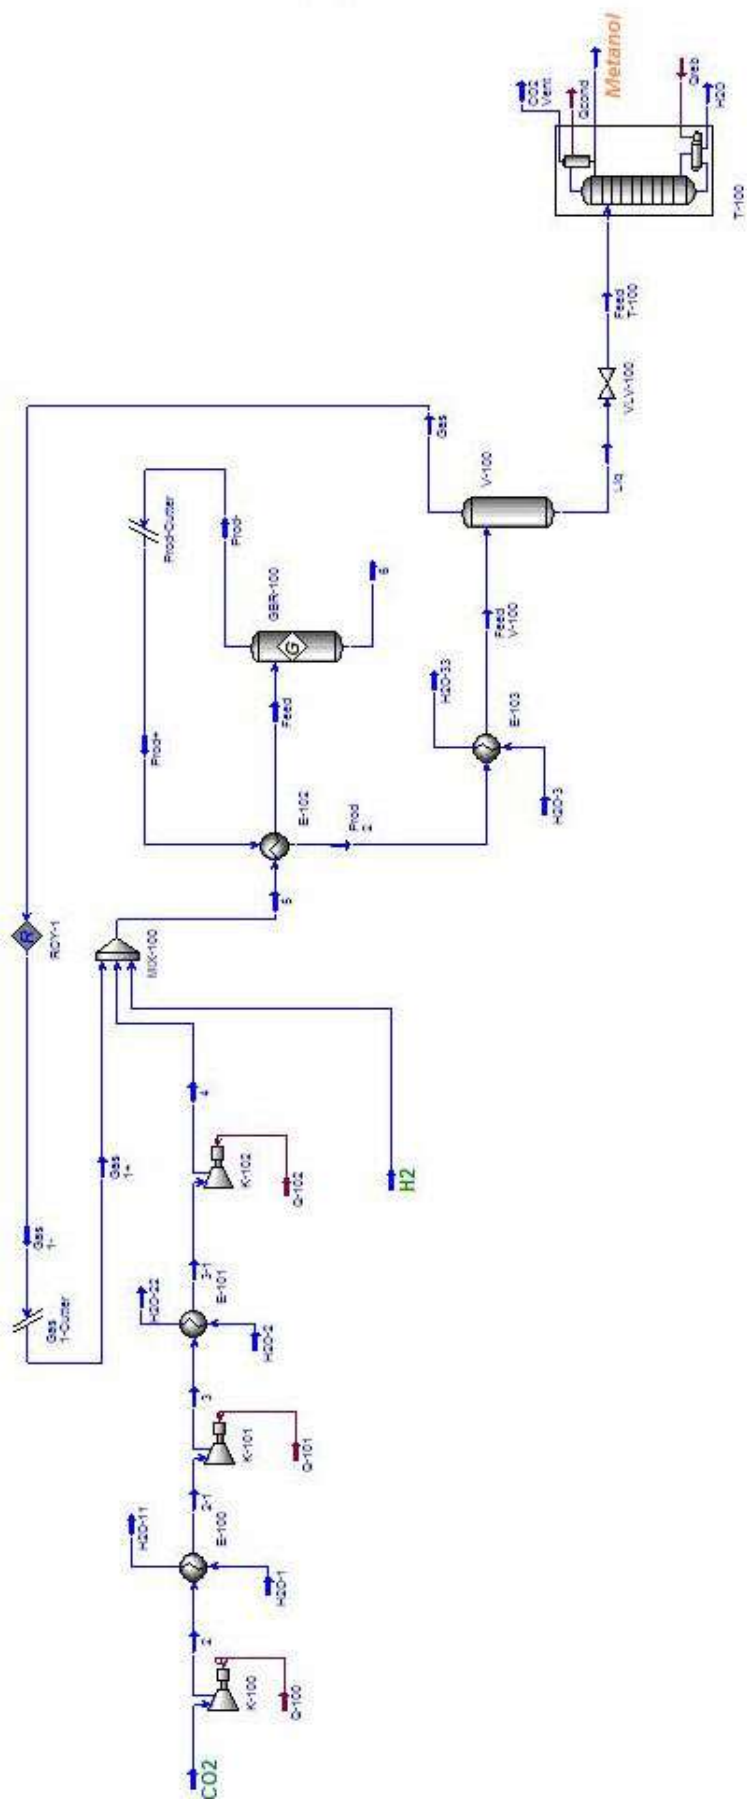 CO2
K-100
Q-100
2
H2O-11
H2O-1
E-100
2-1
K-101
Q-101
3
H2O-22
H2O-2
E-101
3-1
K-102
Q-102
4
H2
Gas
1-Cutter
Gas
1-
Gas
1+
RCY-1
MIX-100
5
E-102
Prod
2
Prod+
Prod-Cutter
Prod-
Feed
G
GBR-100
6
H2O-3
H2O-33
E-103
Feed
V-100
V-100
Gas
Liq
VLV-100
Feed
T-100
T-100
CO2
Vent
Qcond
Metanol
Qreb
H2O
R